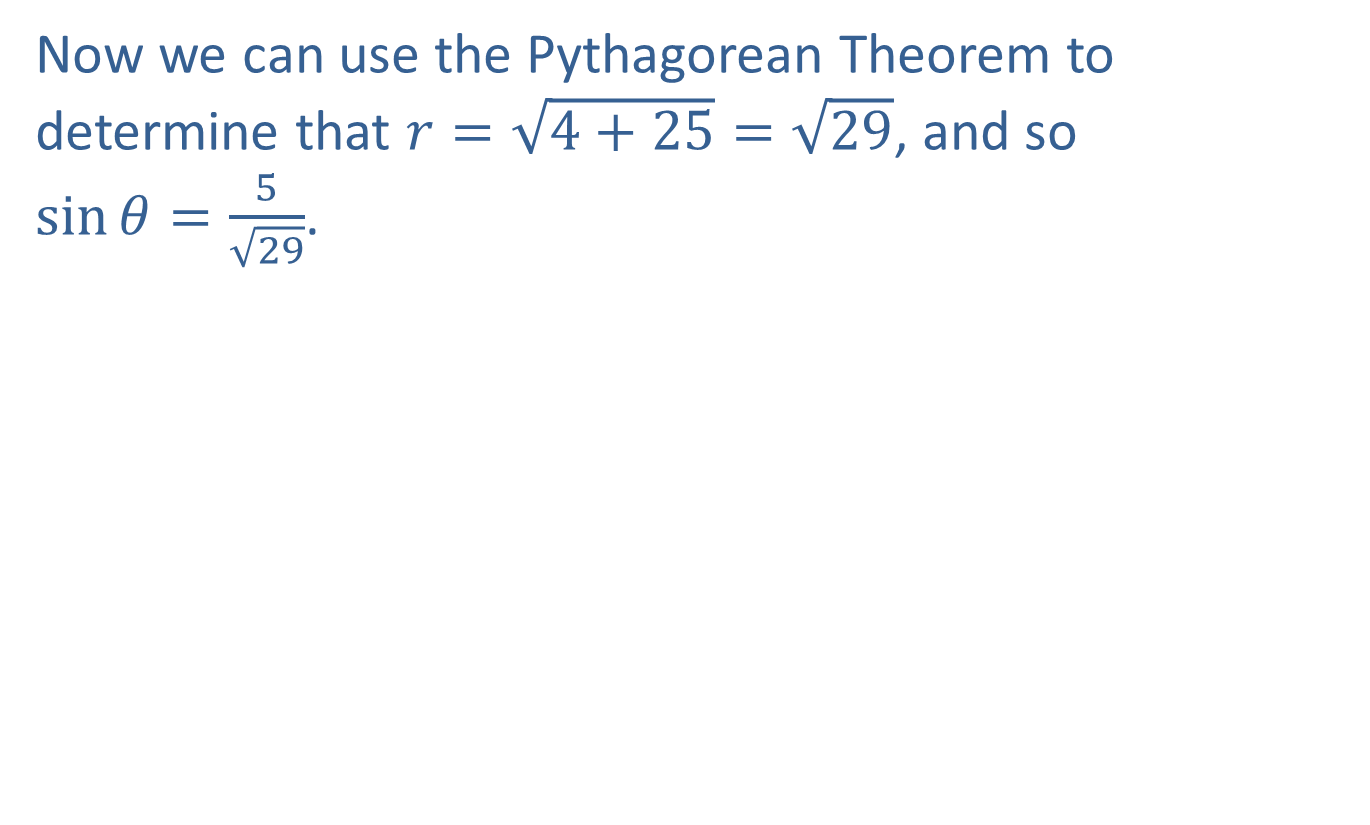 Now we can use the Pythagorean Theorem to
determine that r = √4 + 25 = √29, and so
sin θ = 5/√29.